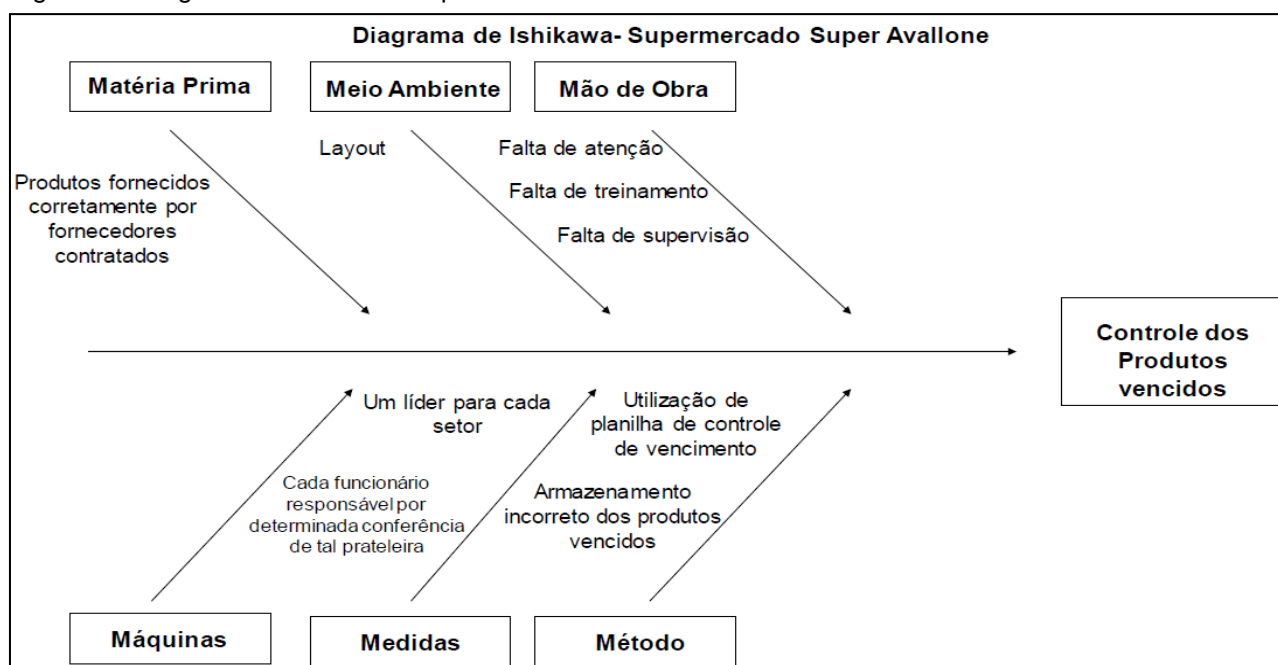 Diagrama de Ishikawa- Supermercado Super Avallone
Matéria Prima
Meio Ambiente
Mão de Obra
Layout
Falta de atenção
Falta de treinamento
Falta de supervisão
Produtos fornecidos
corretamente por
fornecedores
contratados
Controle dos
Produtos
vencidos
Um líder para cada
setor
Cada funcionário
responsável por
determinada conferência
de tal prateleira
Utilização de
planilha de controle
de vencimento
Armazenamento
incorreto dos produtos
vencidos
Máquinas
Medidas
Método